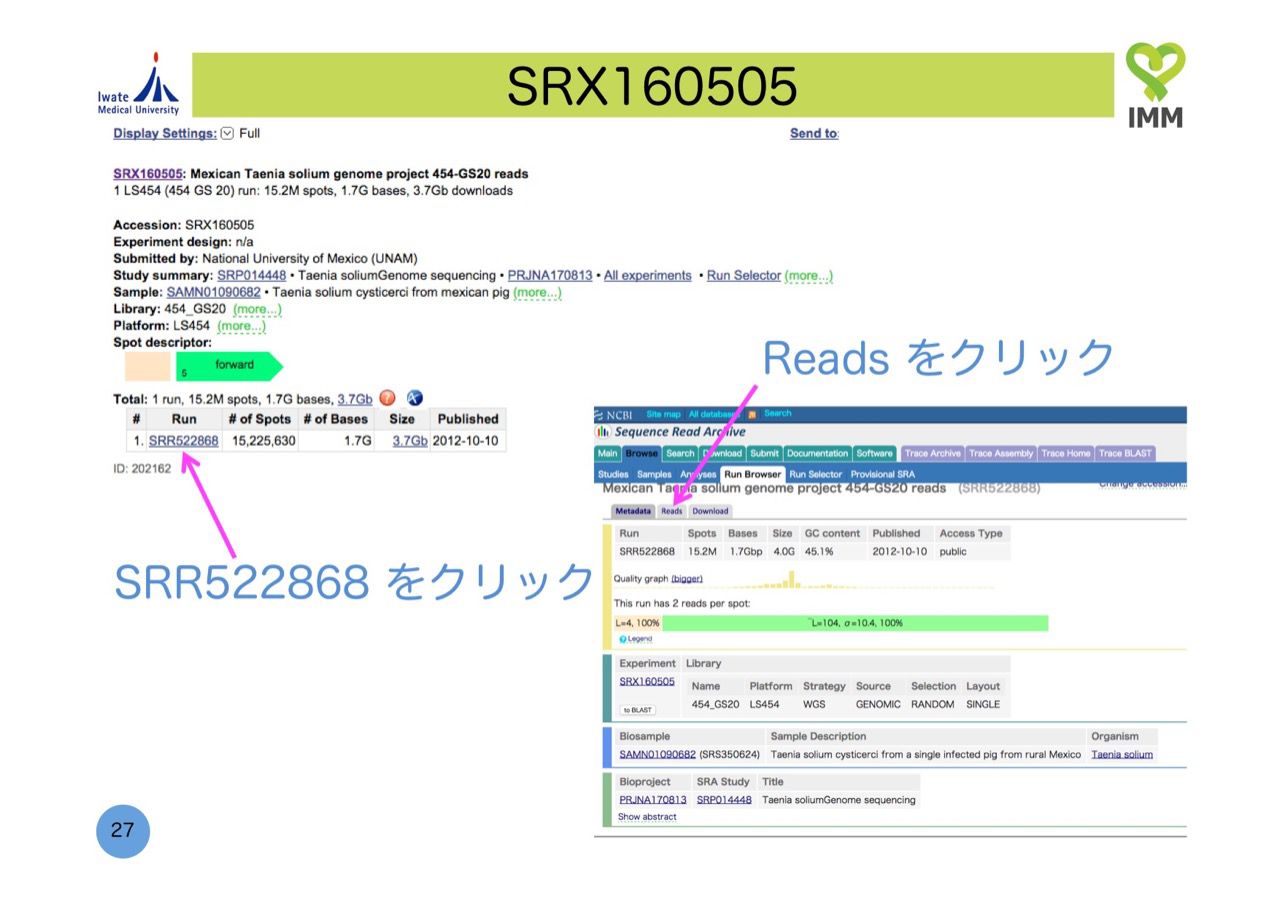 Iwate
Medical University
SRX160505
IMM
Display Settings: Full
Send to:
SRX160505: Mexican Taenia solium genome project 454-GS20 reads
1 LS454 (454 GS 20) run: 15.2M spots, 1.7G bases, 3.7Gb downloads
Accession: SRX160505
Experiment design: n/a
Submitted by: National University of Mexico (UNAM)
Study summary: SRP014448 • Taenia soliumGenome sequencing • PRJNA170813 • All experiments • Run Selector (more...)
Sample: SAMN01090682 • Taenia solium cysticerci from mexican pig (more...)
Library: 454_GS20 (more...)
Platform: LS454 (more...)
Spot descriptor:
5 forward
Total: 1 run, 15.2M spots, 1.7G bases, 3.7Gb
# Run # of Spots # of Bases Size Published
1. SRR522868 15,225,630 1.7G 3.7Gb 2012-10-10
ID: 202162
SRR522868 をクリック
Reads をクリック
NCBI Site map All databases Search
Sequence Read Archive
Main Browse Search Download Submit Documentation Software Trace Archive Trace Assembly Trace Home Trace BLAST
Studies Samples Analyses Run Browser Run Selector Provisional SRA
Mexican Taenia solium genome project 454-GS20 reads (SRR522868) Change accession...
Metadata Reads Download
Run Spots Bases Size GC content Published Access Type
SRR522868 15.2M 1.7Gbp 4.0G 45.1% 2012-10-10 public
Quality graph (bigger)
This run has 2 reads per spot:
L=4, 100% ‾L=104, σ=10.4, 100%
Legend
Experiment Library
SRX160505
Name Platform Strategy Source Selection Layout
to BLAST
454_GS20 LS454 WGS GENOMIC RANDOM SINGLE
Biosample Sample Description Organism
SAMN01090682 (SRS350624) Taenia solium cysticerci from a single infected pig from rural Mexico Taenia solium
Bioproject SRA Study Title
PRJNA170813 SRP014448 Taenia soliumGenome sequencing
Show abstract
27